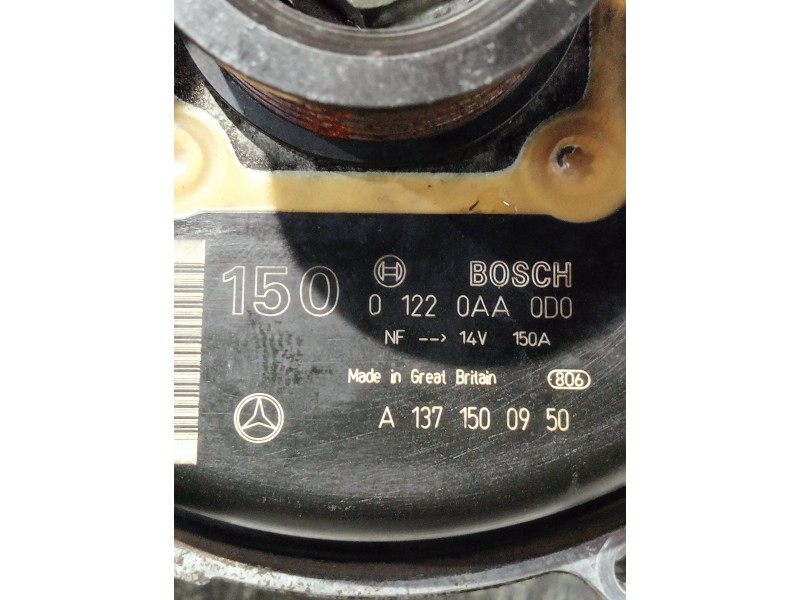 150
BOSCH
0 122 0AA 0D0
NF --> 14V 150A
Made in Great Britain 806
A 137 150 09 50